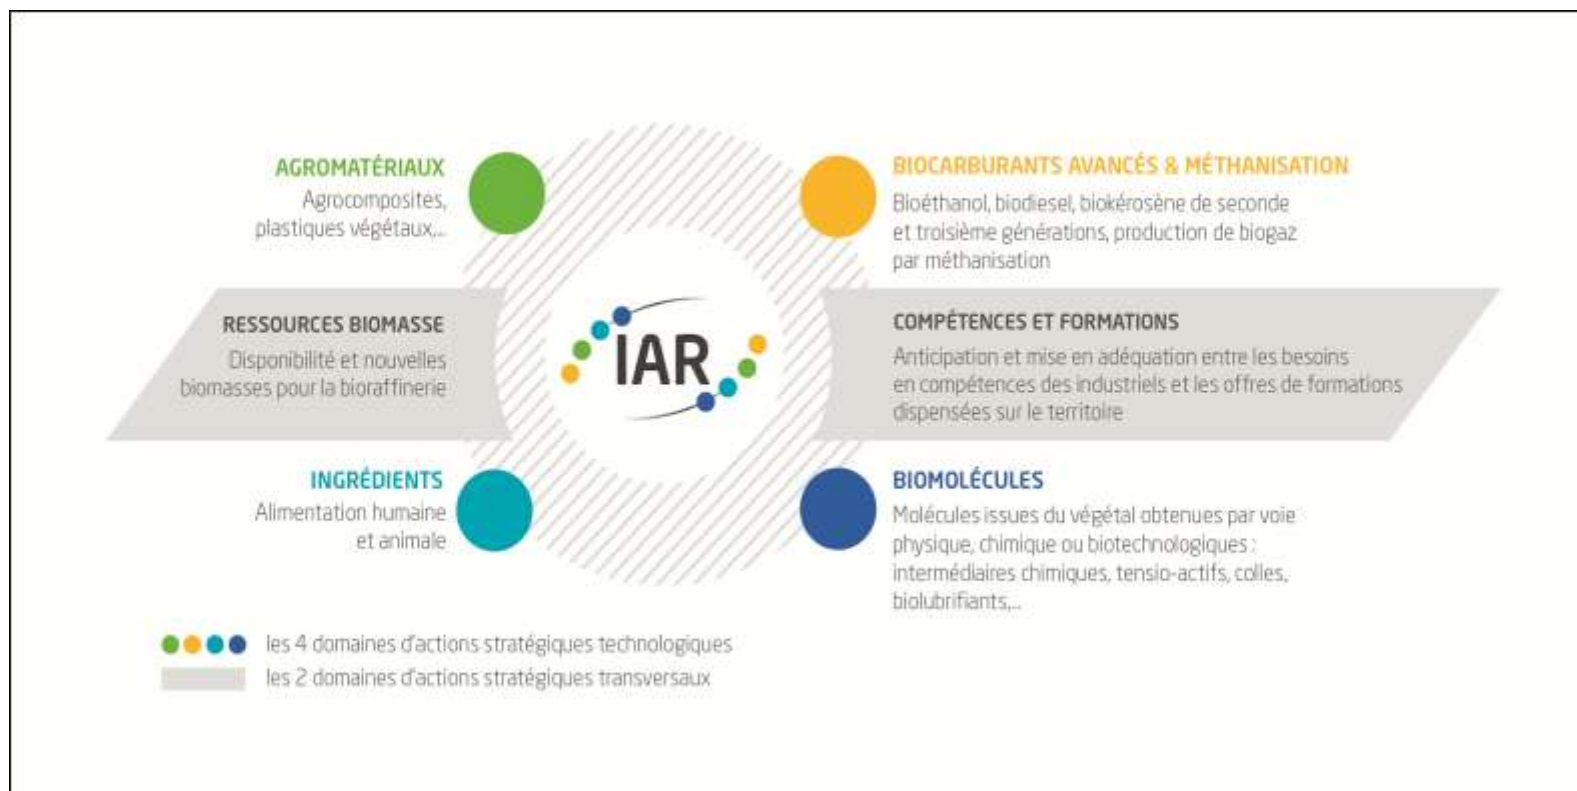 AGROMATÉRIAUX
Agrocomposites,
plastiques végétaux,...
BIOCARBURANTS AVANCÉS & MÉTHANISATION
Bioéthanol, biodiesel, biokérosène de seconde
et troisième générations, production de biogaz
par méthanisation
RESSOURCES BIOMASSE
Disponibilité et nouvelles
biomasses pour la bioraffinerie
IAR
COMPÉTENCES ET FORMATIONS
Anticipation et mise en adéquation entre les besoins
en compétences des industriels et les offres de formations
dispensées sur le territoire
INGRÉDIENTS
Alimentation humaine
et animale
BIOMOLÉCULES
Molécules issues du végétal obtenues par voie
physique, chimique ou biotechnologiques :
intermédiaires chimiques, tensio-actifs, colles,
biolubrifiants,...
les 4 domaines d'actions stratégiques technologiques
les 2 domaines d'actions stratégiques transversaux